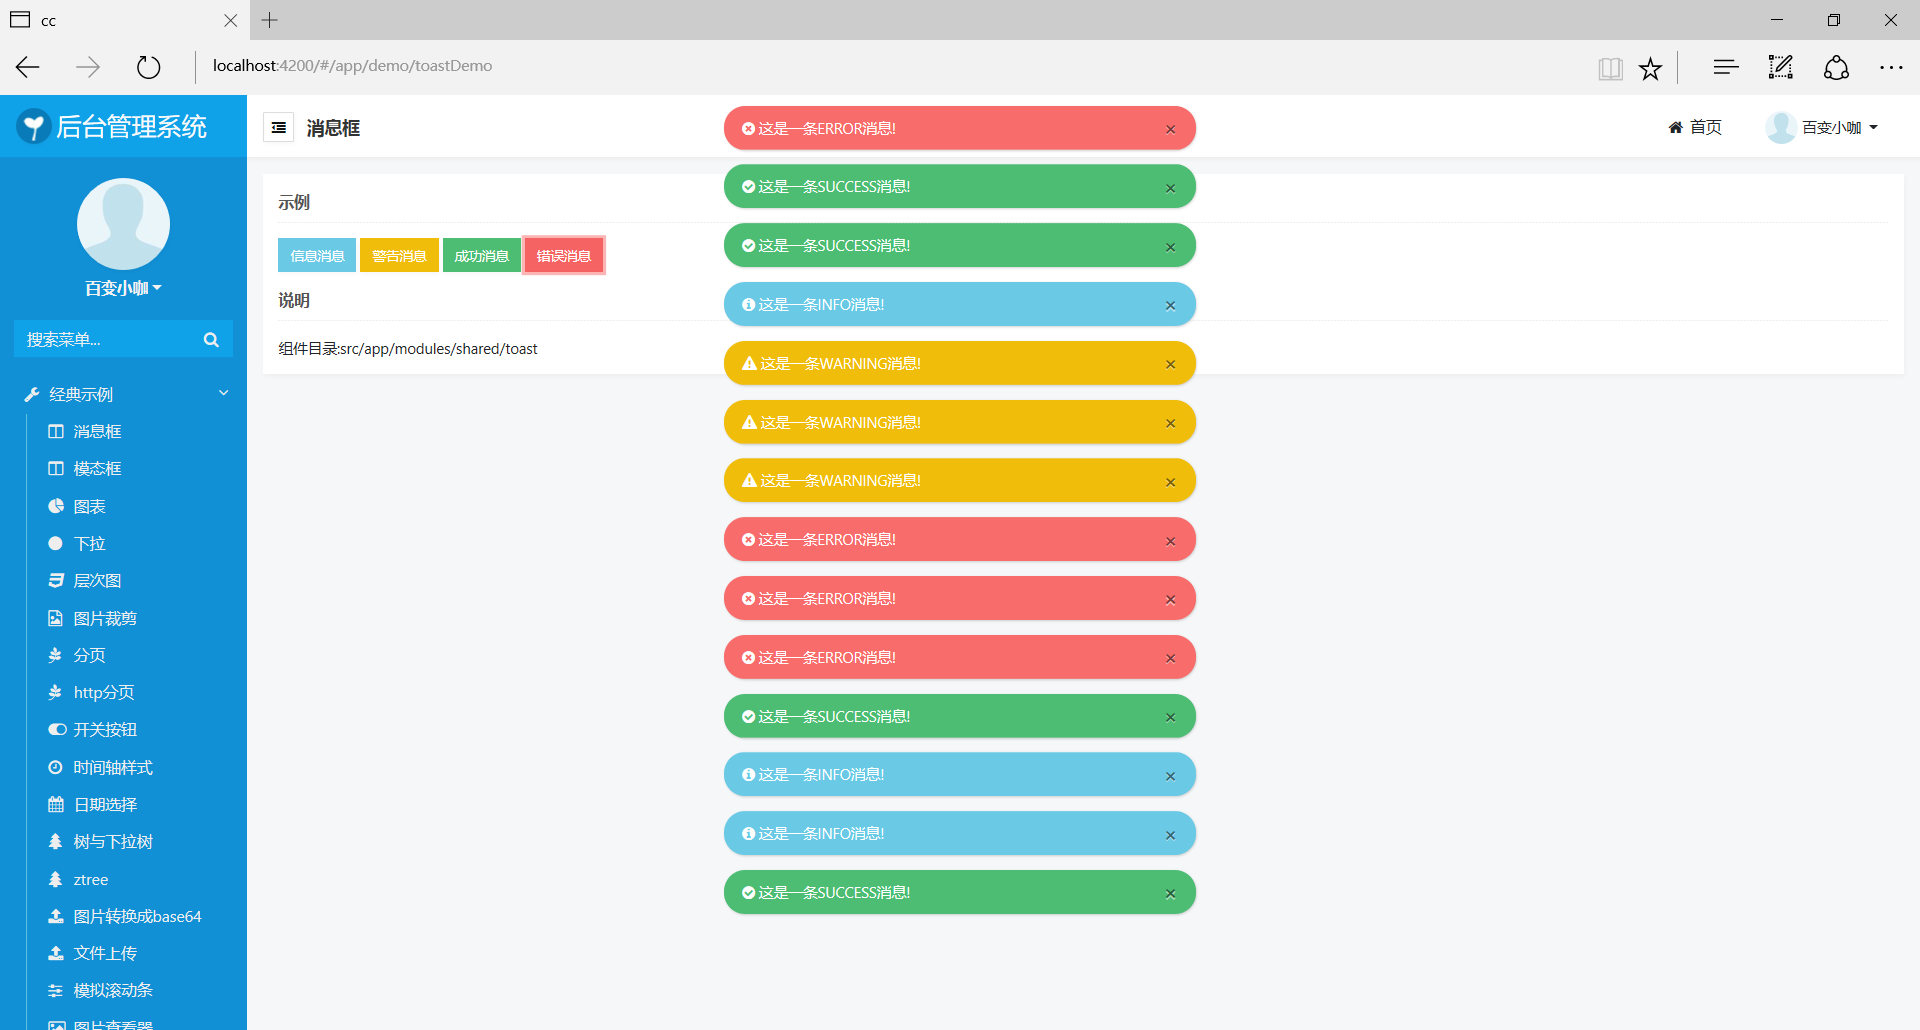 cc
localhost:4200/#/app/demo/toastDemo
后台管理系统
百变小咖
搜索菜单...
经典示例
消息框
模态框
图表
下拉
层次图
图片裁剪
分页
http分页
开关按钮
时间轴样式
日期选择
树与下拉树
ztree
图片转换成base64
文件上传
模拟滚动条
图片查看器
消息框
首页
百变小咖
示例
信息消息 警告消息 成功消息 错误消息
说明
组件目录:src/app/modules/shared/toast
这是一条ERROR消息! ×
这是一条SUCCESS消息! ×
这是一条SUCCESS消息! ×
这是一条INFO消息! ×
这是一条WARNING消息! ×
这是一条WARNING消息! ×
这是一条WARNING消息! ×
这是一条ERROR消息! ×
这是一条ERROR消息! ×
这是一条ERROR消息! ×
这是一条SUCCESS消息! ×
这是一条INFO消息! ×
这是一条INFO消息! ×
这是一条SUCCESS消息! ×